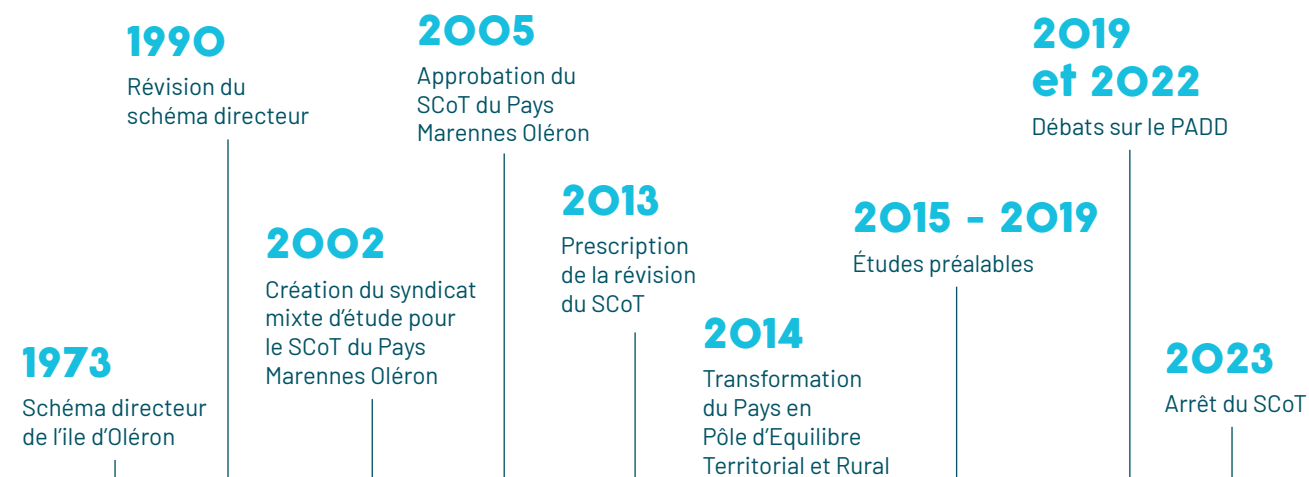 1973
Schéma directeur
de l'ile d'Oléron
1990
Révision du
schéma directeur
2002
Création du syndicat
mixte d'étude pour
le SCoT du Pays
Marennes Oléron
2005
Approbation du
SCoT du Pays
Marennes Oléron
2013
Prescription
de la révision
du SCoT
2014
Transformation
du Pays en
Pôle d'Equilibre
Territorial et Rural
2015 - 2019
Études préalables
2019
et 2022
Débats sur le PADD
2023
Arrêt du SCoT